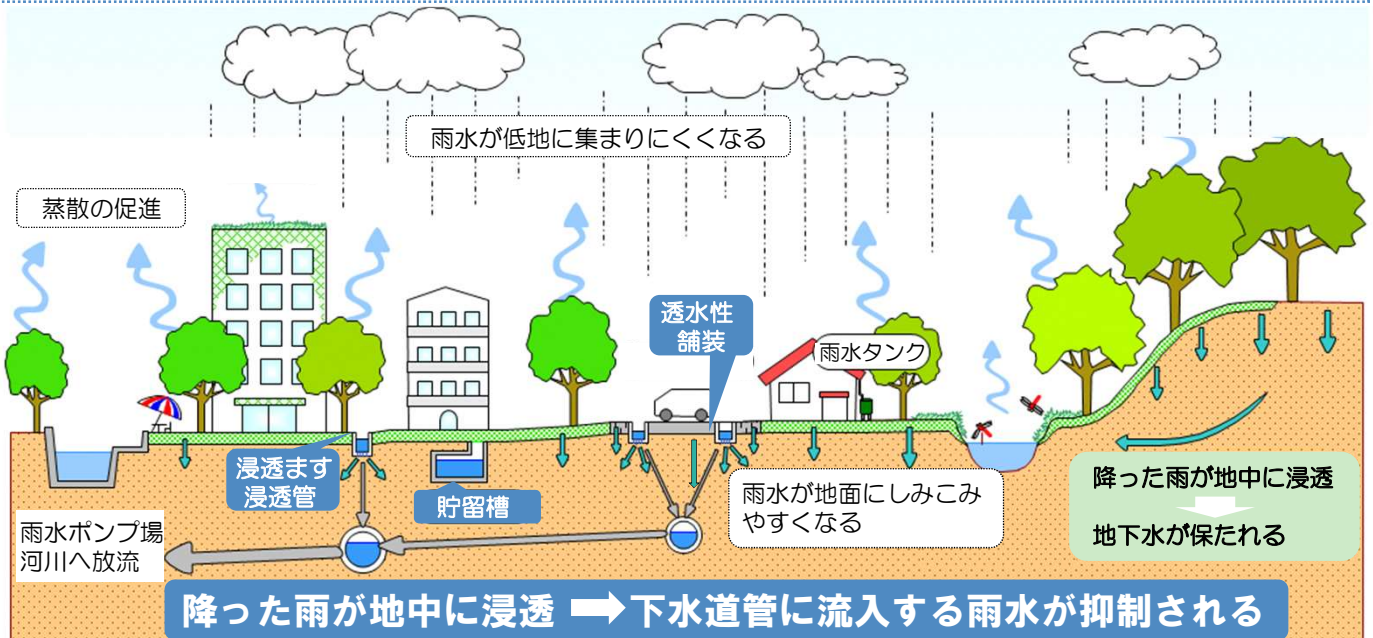 雨水が低地に集まりにくくなる
蒸散の促進
透水性
舗装
雨水タンク
浸透ます
浸透管
貯留槽
雨水が地面にしみこみ
やすくなる
降った雨が地中に浸透
地下水が保たれる
雨水ポンプ場
河川へ放流
降った雨が地中に浸透 ➡下水道管に流入する雨水が抑制される